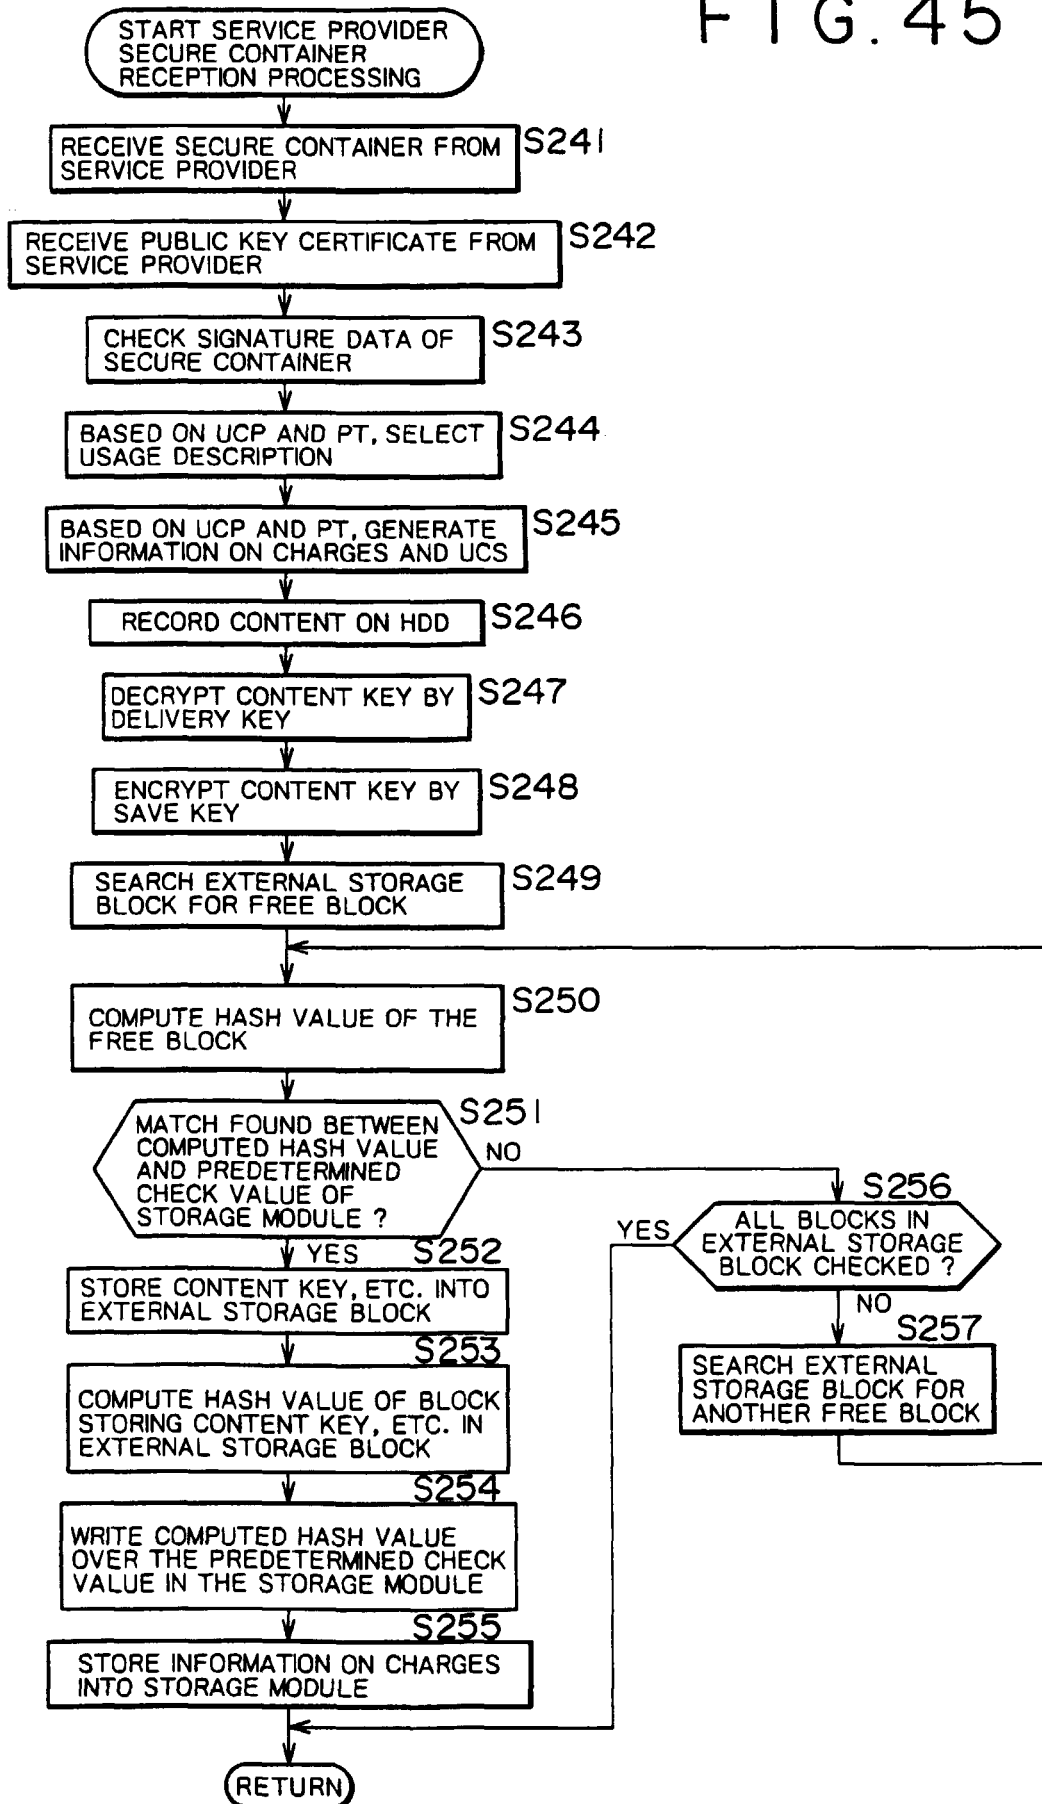 FIG. 45
START SERVICE PROVIDER
SECURE CONTAINER
RECEPTION PROCESSING
RECEIVE SECURE CONTAINER FROM
SERVICE PROVIDER
S241
RECEIVE PUBLIC KEY CERTIFICATE FROM
SERVICE PROVIDER
S242
CHECK SIGNATURE DATA OF
SECURE CONTAINER
S243
BASED ON UCP AND PT, SELECT
USAGE DESCRIPTION
S244
BASED ON UCP AND PT, GENERATE
INFORMATION ON CHARGES AND UCS
S245
RECORD CONTENT ON HDD
S246
DECRYPT CONTENT KEY BY
DELIVERY KEY
S247
ENCRYPT CONTENT KEY BY
SAVE KEY
S248
SEARCH EXTERNAL STORAGE
BLOCK FOR FREE BLOCK
S249
COMPUTE HASH VALUE OF THE
FREE BLOCK
S250
MATCH FOUND BETWEEN
COMPUTED HASH VALUE
AND PREDETERMINED
CHECK VALUE OF
STORAGE MODULE ?
S251
NO
YES
S256
ALL BLOCKS IN
EXTERNAL STORAGE
BLOCK CHECKED ?
YES
NO
S257
SEARCH EXTERNAL
STORAGE BLOCK FOR
ANOTHER FREE BLOCK
S252
STORE CONTENT KEY, ETC. INTO
EXTERNAL STORAGE BLOCK
S253
COMPUTE HASH VALUE OF BLOCK
STORING CONTENT KEY, ETC. IN
EXTERNAL STORAGE BLOCK
S254
WRITE COMPUTED HASH VALUE
OVER THE PREDETERMINED CHECK
VALUE IN THE STORAGE MODULE
S255
STORE INFORMATION ON CHARGES
INTO STORAGE MODULE
RETURN